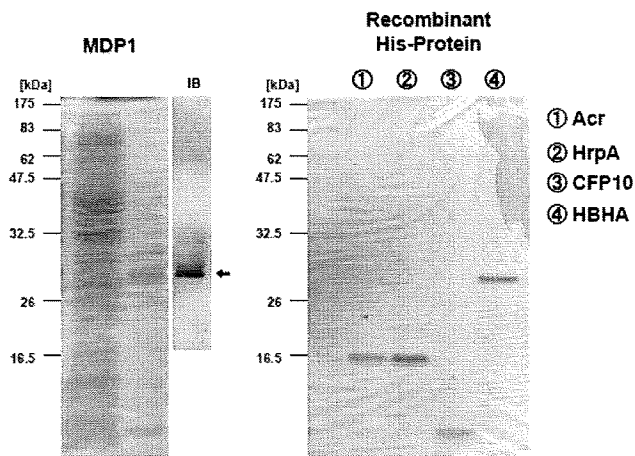 MDP1
[kDa]
IB
175
83
62
47.5
32.5
26
16.5
Recombinant
His-Protein
[kDa]
① ② ③ ④
175
83
62
47.5
32.5
26
16.5
① Acr
② HrpA
③ CFP10
④ HBHA